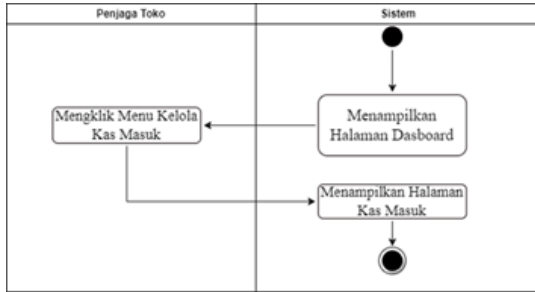 Penjaga Toko
Sistem
Menampilkan
Halaman Dasboard
Mengklik Menu Kelola
Kas Masuk
Menampilkan Halaman
Kas Masuk